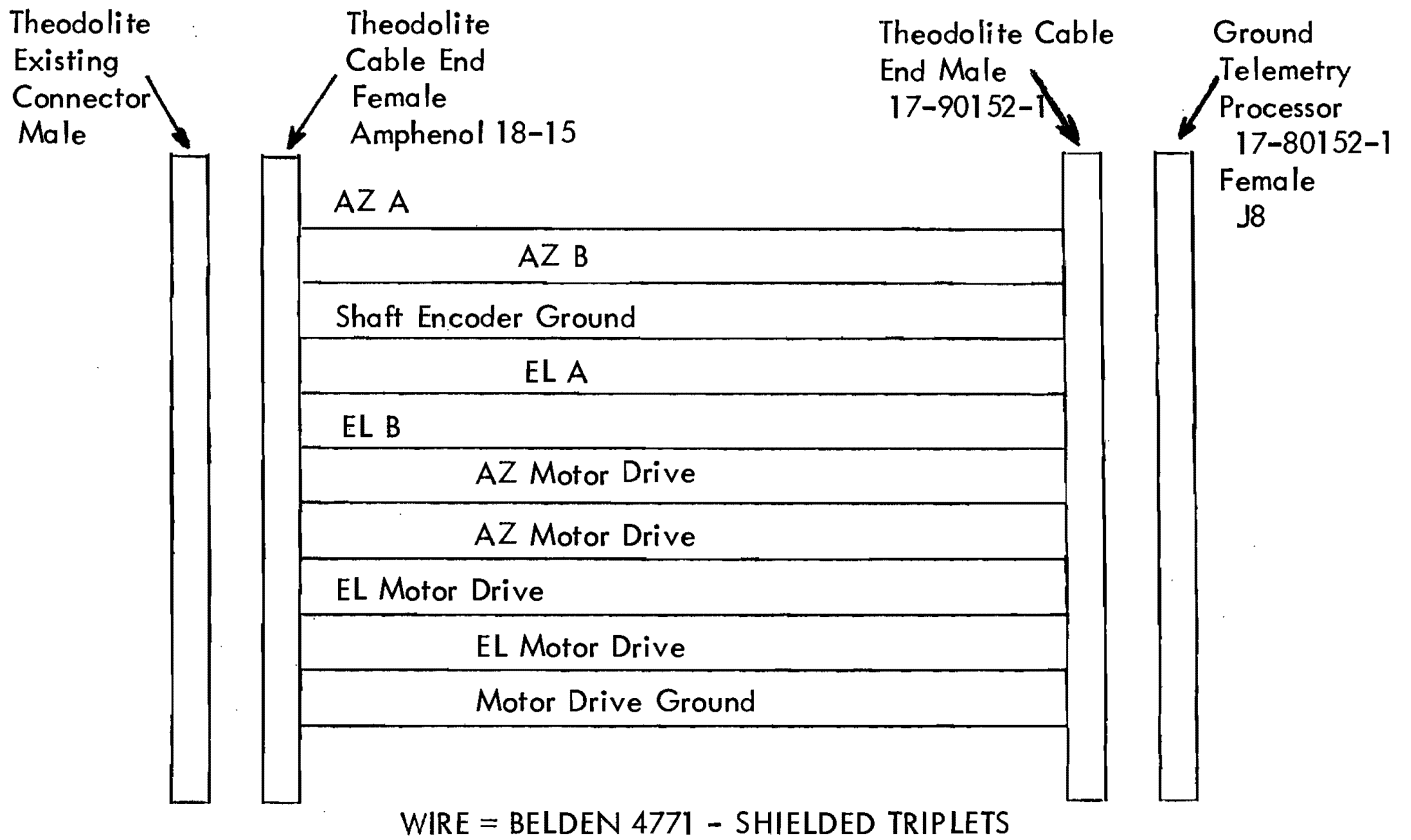 Theodolite
Existing
Connector
Male
Theodolite
Cable End
Female
Amphenol 18-15
Theodolite Cable
End Male
17-90152-1
Ground
Telemetry
Processor
17-80152-1
Female
J8
AZ A
AZ B
Shaft Encoder Ground
EL A
EL B
AZ Motor Drive
AZ Motor Drive
EL Motor Drive
EL Motor Drive
Motor Drive Ground
WIRE = BELDEN 4771 - SHIELDED TRIPLETS